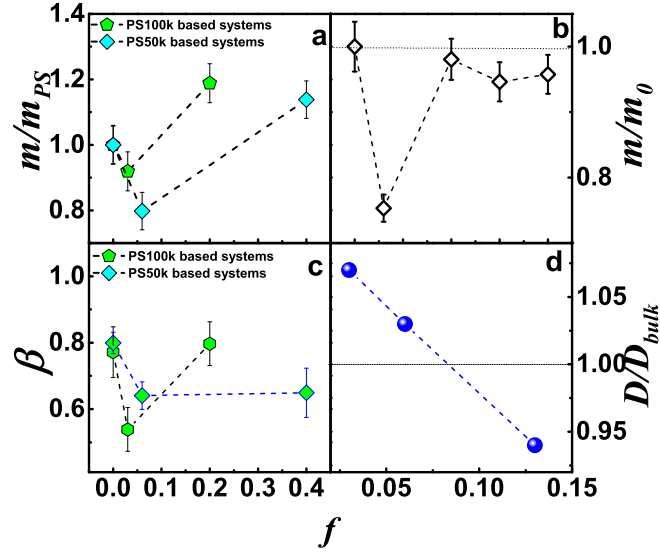 1.4
PS100k based systems
PS50k based systems
a
b
1.0
1.2
1.0
0.8
0.8
m/m_PS
m/m_0
PS100k based systems
PS50k based systems
c
d
1.0
0.8
0.6
1.05
1.00
0.95
β
D/D_bulk
0.0 0.1 0.2 0.3 0.4
0.05 0.10 0.15
f